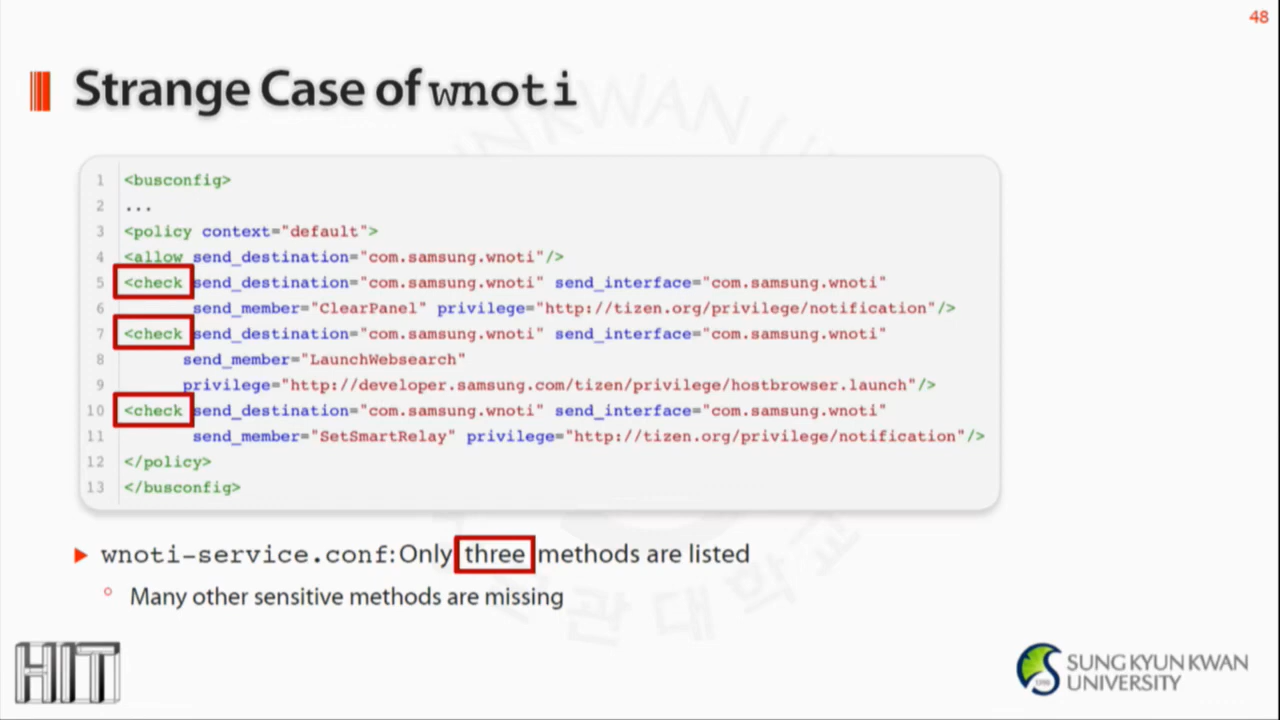 48
Strange Case of wnoti
1 <busconfig>
2 ...
3 <policy context="default">
4 <allow send_destination="com.samsung.wnoti"/>
5 <check send_destination="com.samsung.wnoti" send_interface="com.samsung.wnoti"
6 send_member="ClearPanel" privilege="http://tizen.org/privilege/notification"/>
7 <check send_destination="com.samsung.wnoti" send_interface="com.samsung.wnoti"
8 send_member="LaunchWebsearch"
9 privilege="http://developer.samsung.com/tizen/privilege/hostbrowser.launch"/>
10 <check send_destination="com.samsung.wnoti" send_interface="com.samsung.wnoti"
11 send_member="SetSmartRelay" privilege="http://tizen.org/privilege/notification"/>
12 </policy>
13 </busconfig>
wnoti-service.conf: Only three methods are listed
Many other sensitive methods are missing
HIT
SUNG KYUN KWAN
UNIVERSITY